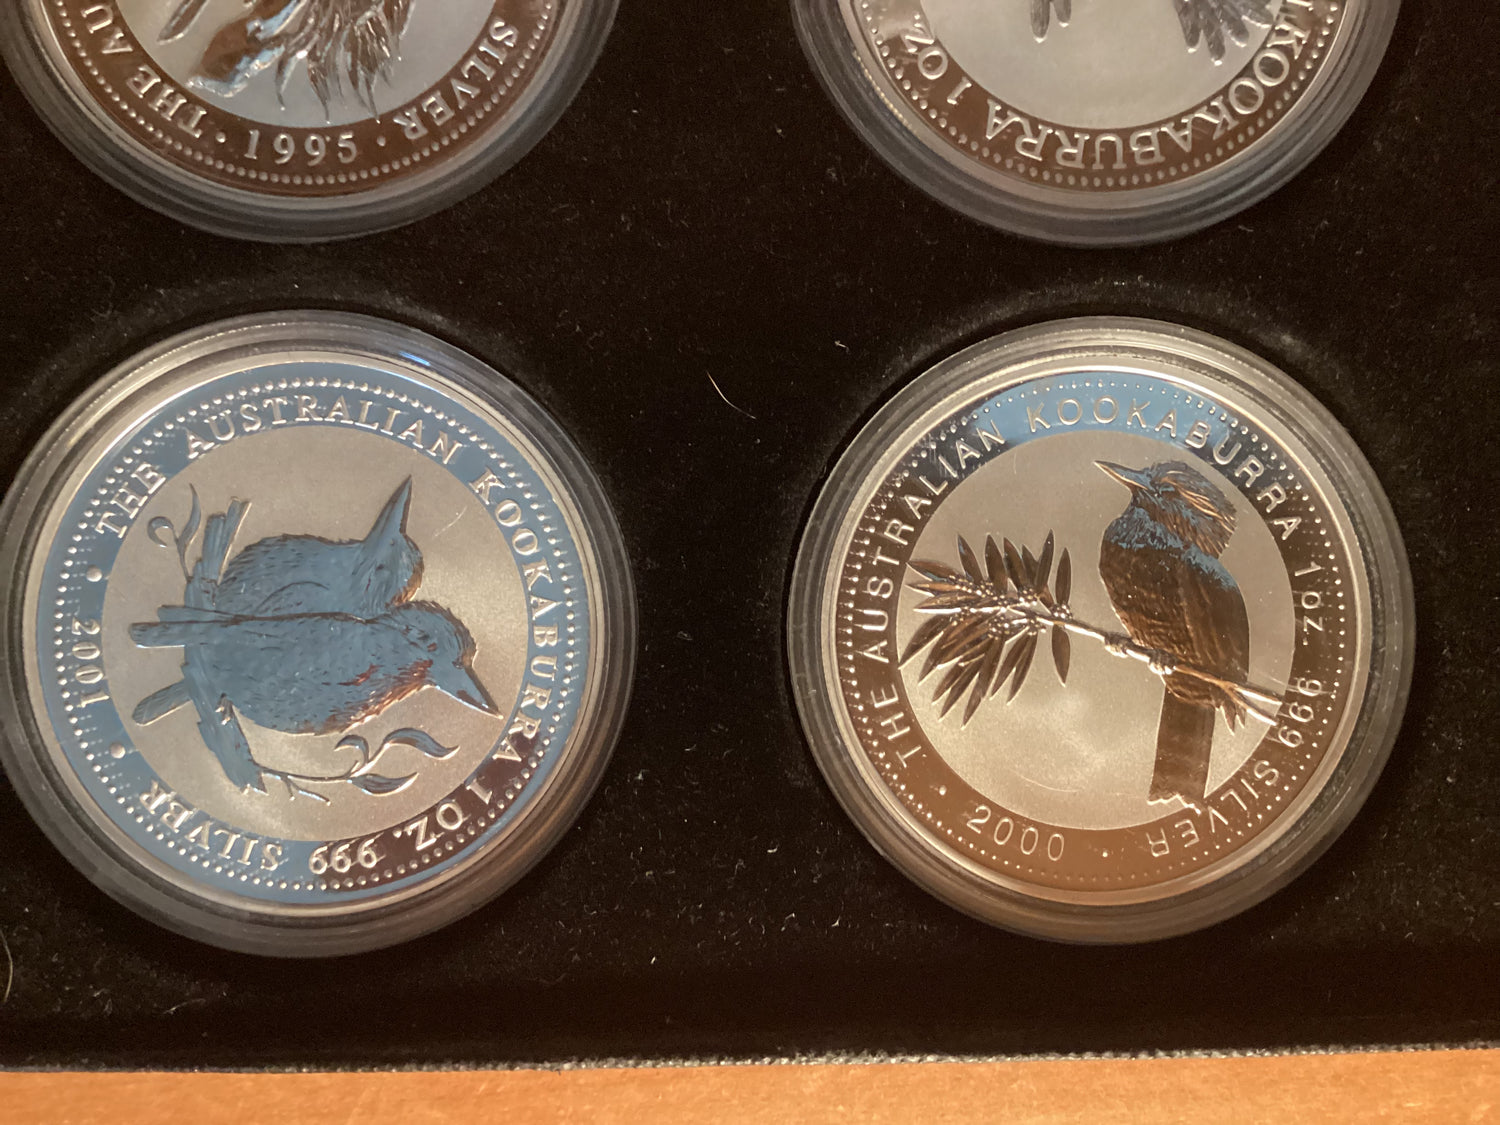 THE AU
· 1995 ·
SILVER
KOOKABURRA 1 OZ
THE AUSTRALIAN KOOKABURRA 1 OZ. 999 SILVER · 2001 ·
THE AUSTRALIAN KOOKABURRA 1 oz 999 SILVER · 2000 ·